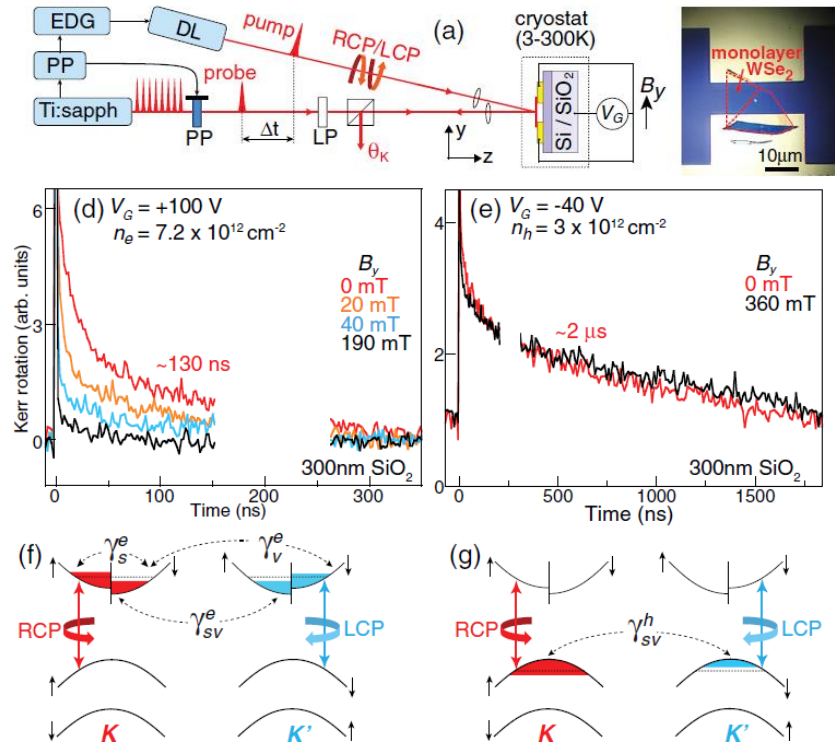 EDG
DL
pump
RCP/LCP
(a)
cryostat
(3-300K)
PP
probe
Ti:sapph
PP
Δt
LP
θK
y
z
Si / SiO2
VG
By
monolayer
WSe2
10μm
(d) VG = +100 V
ne = 7.2 x 10¹² cm⁻²
By
0 mT
20 mT
40 mT
190 mT
~130 ns
300nm SiO2
Kerr rotation (arb. units)
6
3
0
0 100 200 300
Time (ns)
(e) VG = -40 V
nh = 3 x 10¹² cm⁻²
By
0 mT
360 mT
~2 μs
300nm SiO2
4
2
0
0 500 1000 1500
Time (ns)
(f)
γse
γve
γsve
↑ ↓ ↑ ↓
RCP
LCP
↑ ↓
↓ ↑
K K'
(g)
↑ ↓ ↑ ↓
γsvh
RCP
LCP
↑ ↓
↓ ↑
K K'